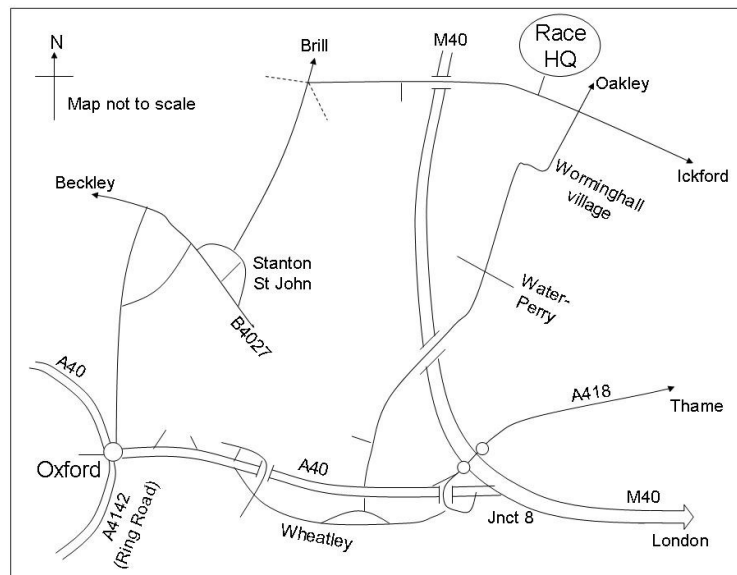 N
Map not to scale
Brill
M40
Race
HQ
Oakley
Ickford
Worminghall
village
Beckley
Stanton
St John
B4027
Water-
Perry
A40
A418
Thame
Oxford
A40
A4142
(Ring Road)
Wheatley
Jnct 8
M40
London